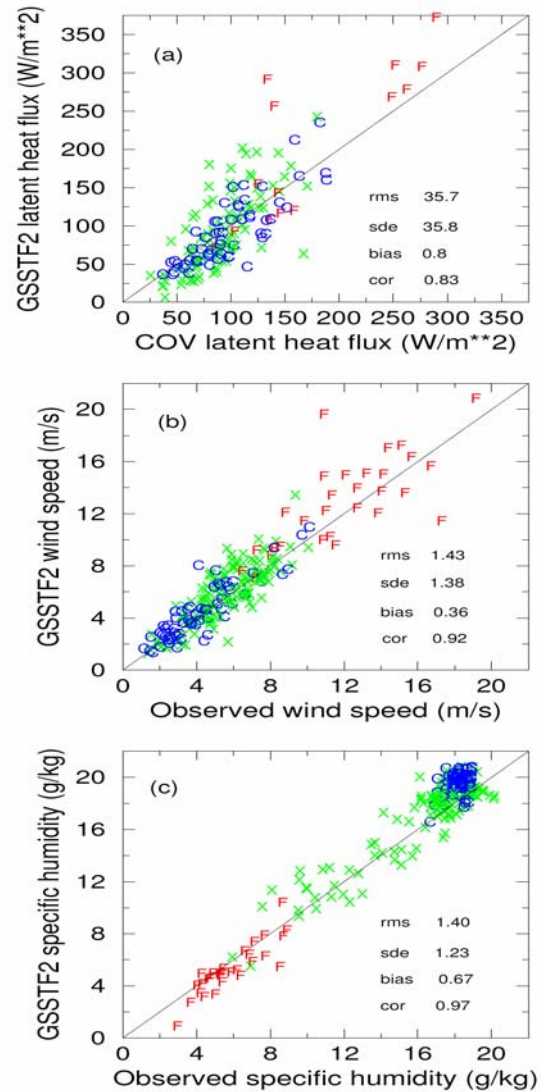 (a)
GSSTF2 latent heat flux (W/m**2)
350
300
250
200
150
100
50
0
rms 35.7
sde 35.8
bias 0.8
cor 0.83
0 50 100 150 200 250 300 350
COV latent heat flux (W/m**2)
(b)
GSSTF2 wind speed (m/s)
20
16
12
8
4
0
rms 1.43
sde 1.38
bias 0.36
cor 0.92
0 4 8 12 16 20
Observed wind speed (m/s)
(c)
GSSTF2 specific humidity (g/kg)
20
16
12
8
4
0
rms 1.40
sde 1.23
bias 0.67
cor 0.97
0 4 8 12 16 20
Observed specific humidity (g/kg)